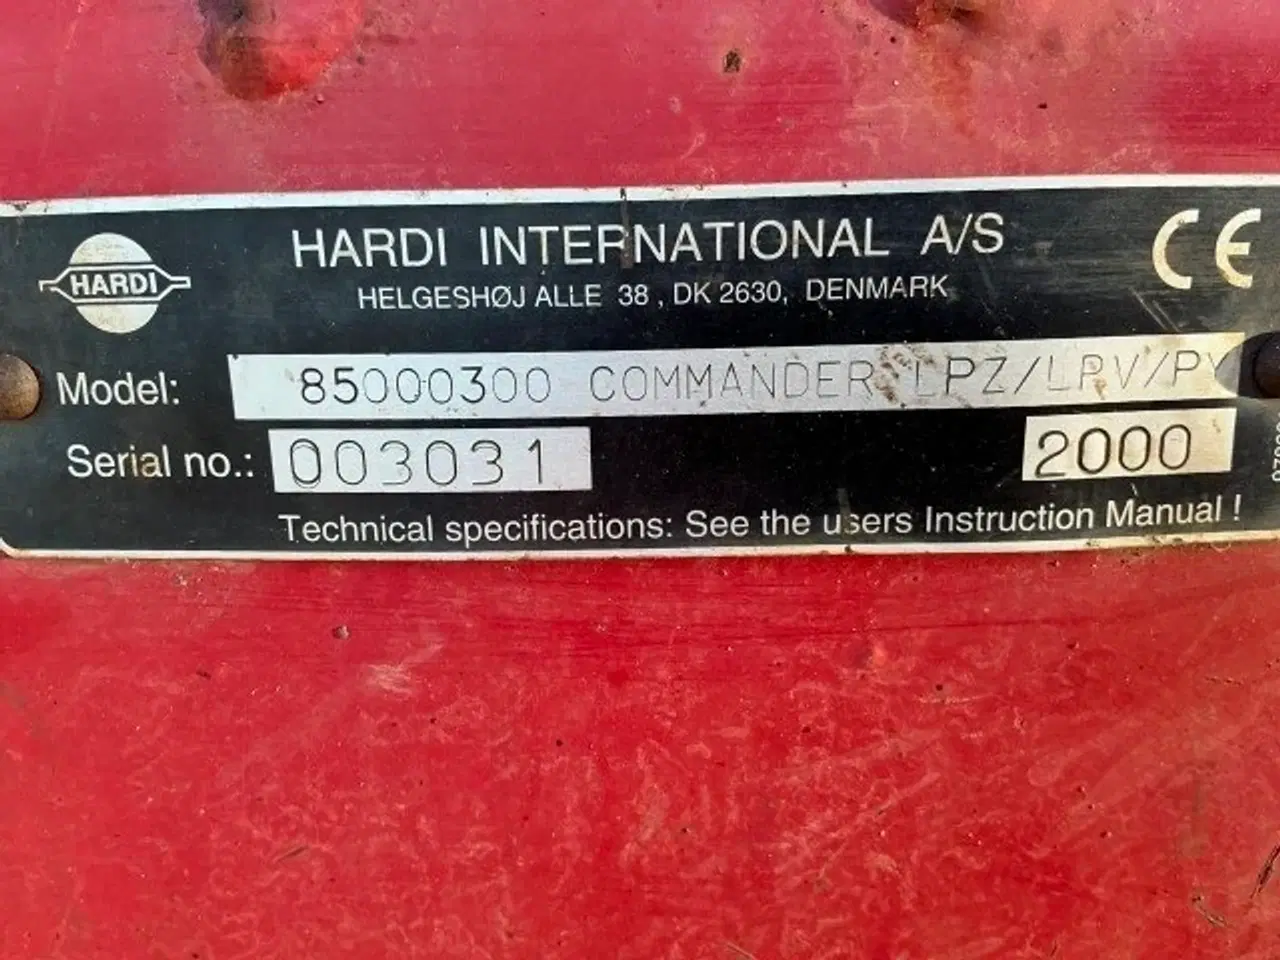 HARDI
HARDI INTERNATIONAL A/S
CE
HELGESHØJ ALLE 38, DK 2630, DENMARK
Model: 85000300 COMMANDER LPZ/LPV/PY
Serial no.: 003031 2000
Technical specifications: See the users Instruction Manual !